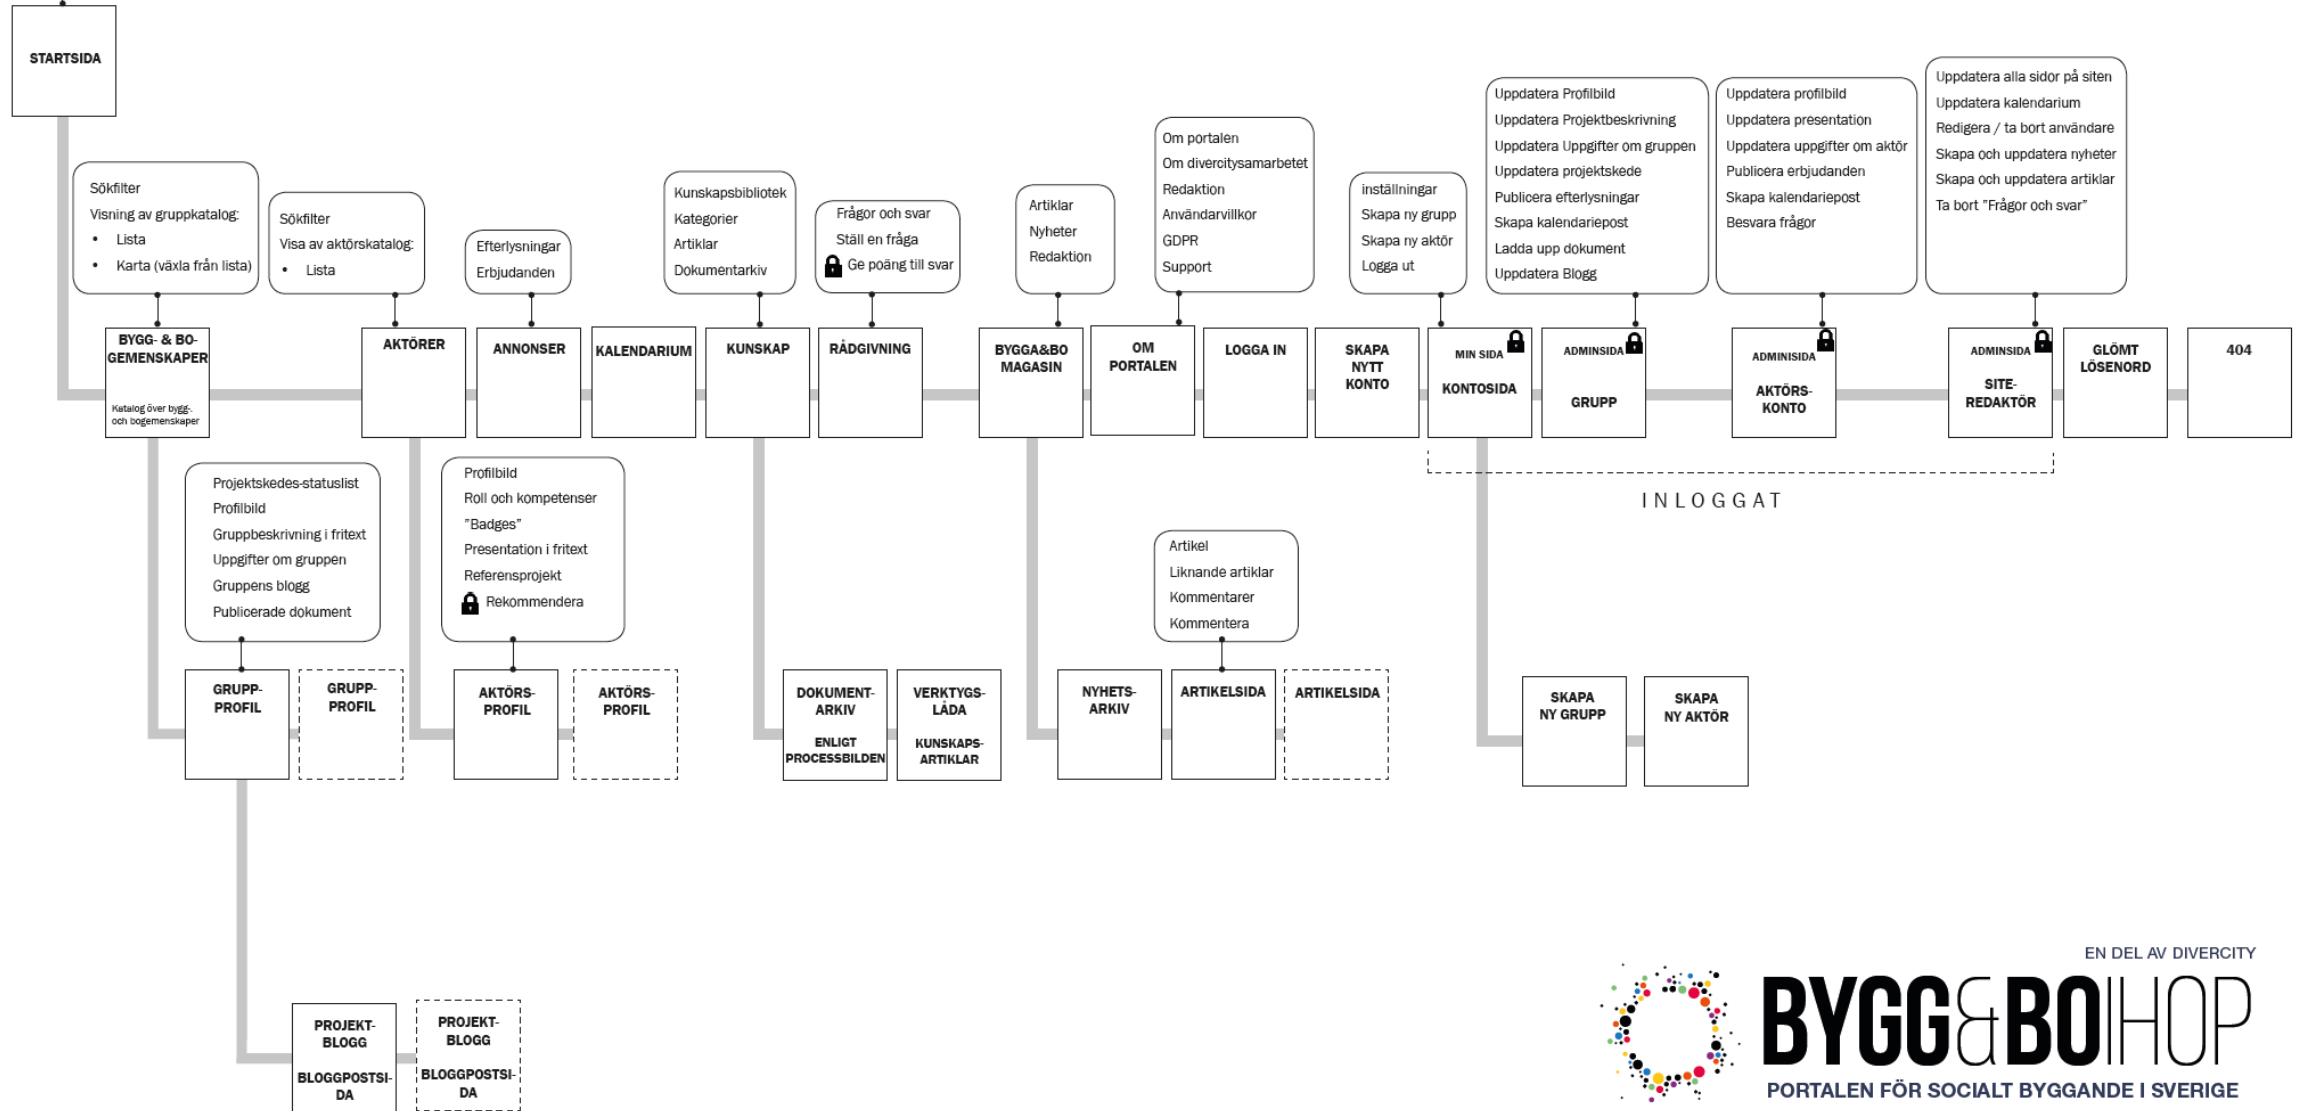 STARTSIDA
Sökfilter
Visning av gruppkatalog:
• Lista
• Karta (växla från lista)
Sökfilter
Visa av aktörskatalog:
• Lista
Efterlysningar
Erbjudanden
Kunskapsbibliotek
Kategorier
Artiklar
Dokumentarkiv
Frågor och svar
Ställ en fråga
Ge poäng till svar
Artiklar
Nyheter
Redaktion
Om portalen
Om divercitysamarbetet
Redaktion
Användarvillkor
GDPR
Support
inställningar
Skapa ny grupp
Skapa ny aktör
Logga ut
Uppdatera Profilbild
Uppdatera Projektbeskrivning
Uppdatera Uppgifter om gruppen
Uppdatera projektskede
Publicera efterlysningar
Skapa kalendariepost
Ladda upp dokument
Uppdatera Blogg
Uppdatera profilbild
Uppdatera presentation
Uppdatera uppgifter om aktör
Publicera erbjudanden
Skapa kalendariepost
Besvara frågor
Uppdatera alla sidor på siten
Uppdatera kalendarium
Redigera / ta bort användare
Skapa och uppdatera nyheter
Skapa och uppdatera artiklar
Ta bort ”Frågor och svar”
BYGG- & BO-
GEMENSKAPER
Katalog över bygg-
och bogemenskaper
AKTÖRER
ANNONSER
KALENDARIUM
KUNSKAP
RÅDGIVNING
BYGGA&BO
MAGASIN
OM
PORTALEN
LOGGA IN
SKAPA
NYTT
KONTO
MIN SIDA
KONTOSIDA
ADMINSIDA
GRUPP
ADMINISIDA
AKTÖRS-
KONTO
ADMINSIDA
SITE-
REDAKTÖR
GLÖMT
LÖSENORD
404
INLOGGAT
Projektskedes-statuslist
Profilbild
Gruppbeskrivning i fritext
Uppgifter om gruppen
Gruppens blogg
Publicerade dokument
Profilbild
Roll och kompetenser
”Badges”
Presentation i fritext
Referensprojekt
Rekommendera
Artikel
Liknande artiklar
Kommentarer
Kommentera
GRUPP-
PROFIL
GRUPP-
PROFIL
AKTÖRS-
PROFIL
AKTÖRS-
PROFIL
DOKUMENT-
ARKIV
ENLIGT
PROCESSBILDEN
VERKTYGS-
LÅDA
KUNSKAPS-
ARTIKLAR
NYHETS-
ARKIV
ARTIKELSIDA
ARTIKELSIDA
SKAPA
NY GRUPP
SKAPA
NY AKTÖR
PROJEKT-
BLOGG
BLOGGPOSTSI-
DA
PROJEKT-
BLOGG
BLOGGPOSTSI-
DA
EN DEL AV DIVERCITY
BYGG&BOIHOP
PORTALEN FÖR SOCIALT BYGGANDE I SVERIGE